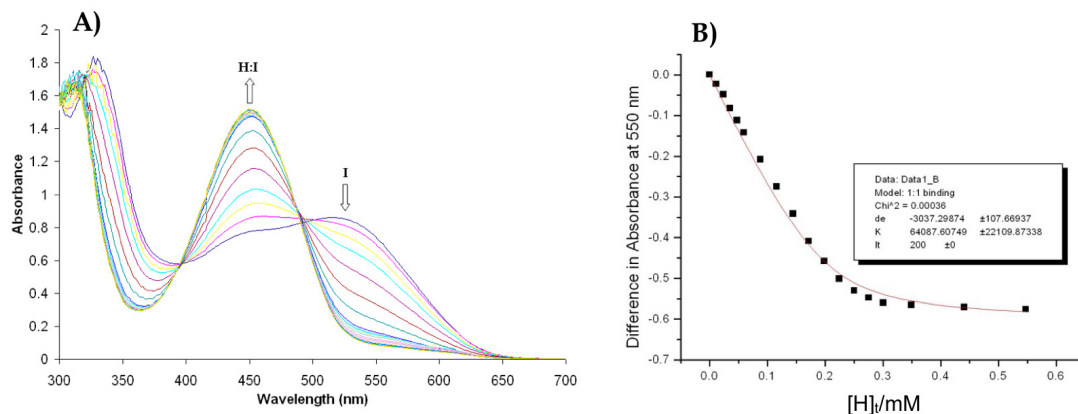 A)
2
1.8
1.6
1.4
1.2
1
0.8
0.6
0.4
0.2
0
Absorbance
H:I
I
300 350 400 450 500 550 600 650 700
Wavelength (nm)
B)
0.0
-0.1
-0.2
-0.3
-0.4
-0.5
-0.6
-0.7
Difference in Absorbance at 550 nm
Data: Data1_B
Model: 1:1 binding
Chi^2 = 0.00036
de -3037.29874 ±107.66937
K 64087.60749 ±22109.87338
It 200 ±0
0.0 0.1 0.2 0.3 0.4 0.5 0.6
[H]t/mM